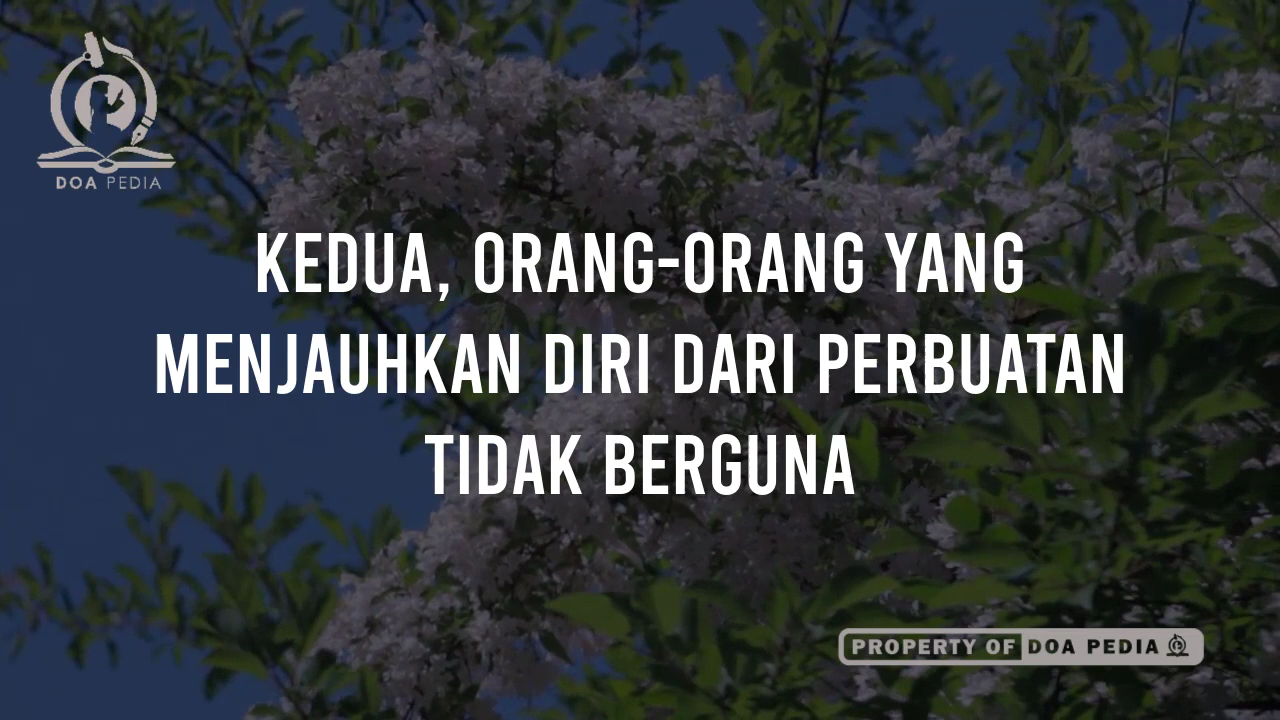 DOA PEDIA
KEDUA, ORANG-ORANG YANG
MENJAUHKAN DIRI DARI PERBUATAN
TIDAK BERGUNA
PROPERTY OF DOA PEDIA